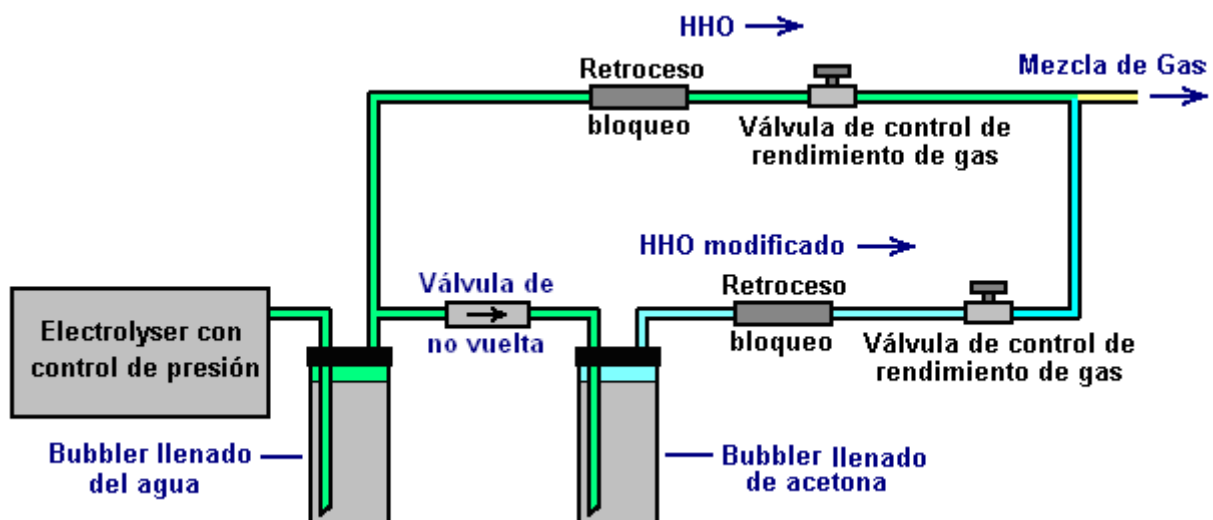 HHO
Retroceso
bloqueo
Válvula de control de
rendimiento de gas
Mezcla de Gas
HHO modificado
Retroceso
bloqueo
Válvula de control de
rendimiento de gas
Válvula de
no vuelta
Electrolyser con
control de presión
Bubbler llenado
del agua
Bubbler llenado
de acetona